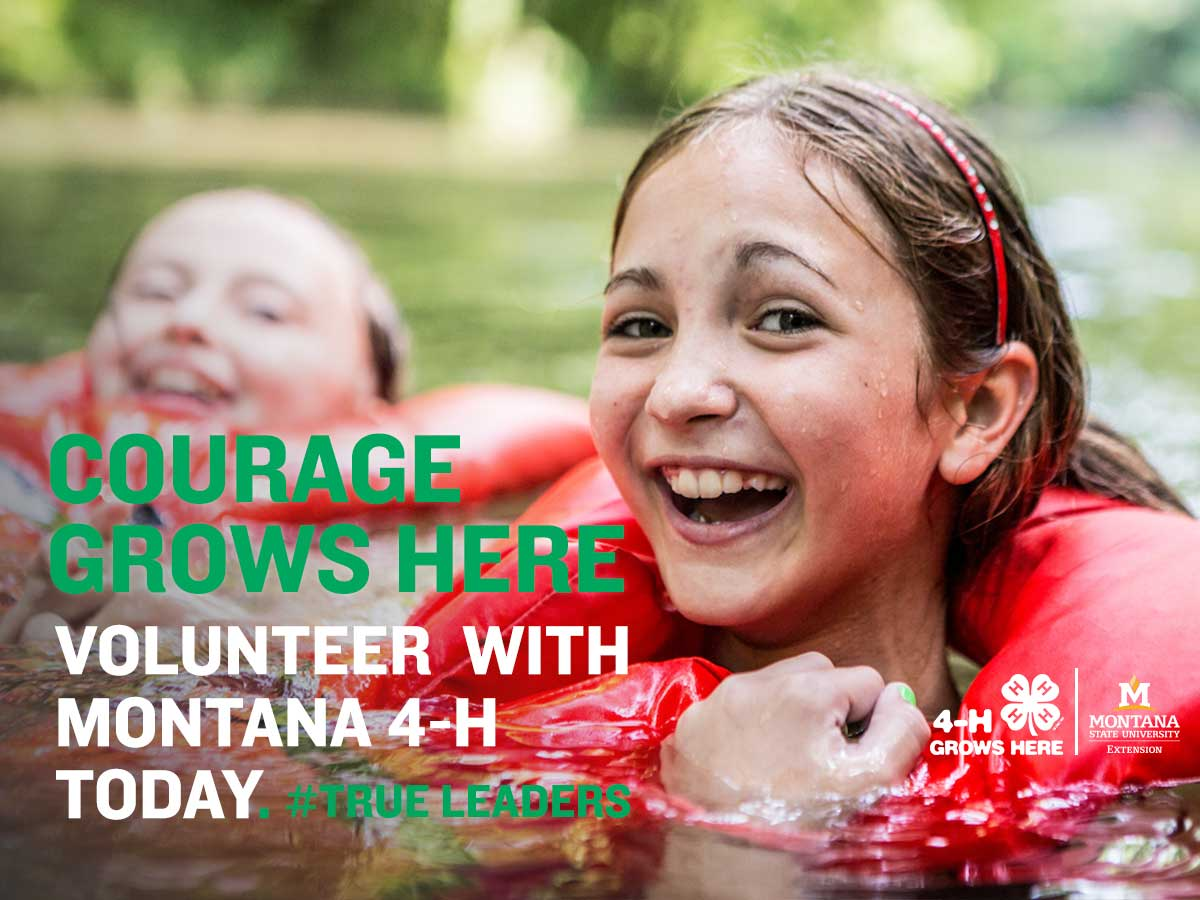 COURAGE
GROWS HERE
VOLUNTEER WITH
MONTANA 4-H
TODAY. #TRUE LEADERS
4-H
H H H H
GROWS HERE
M
MONTANA
STATE UNIVERSITY
EXTENSION